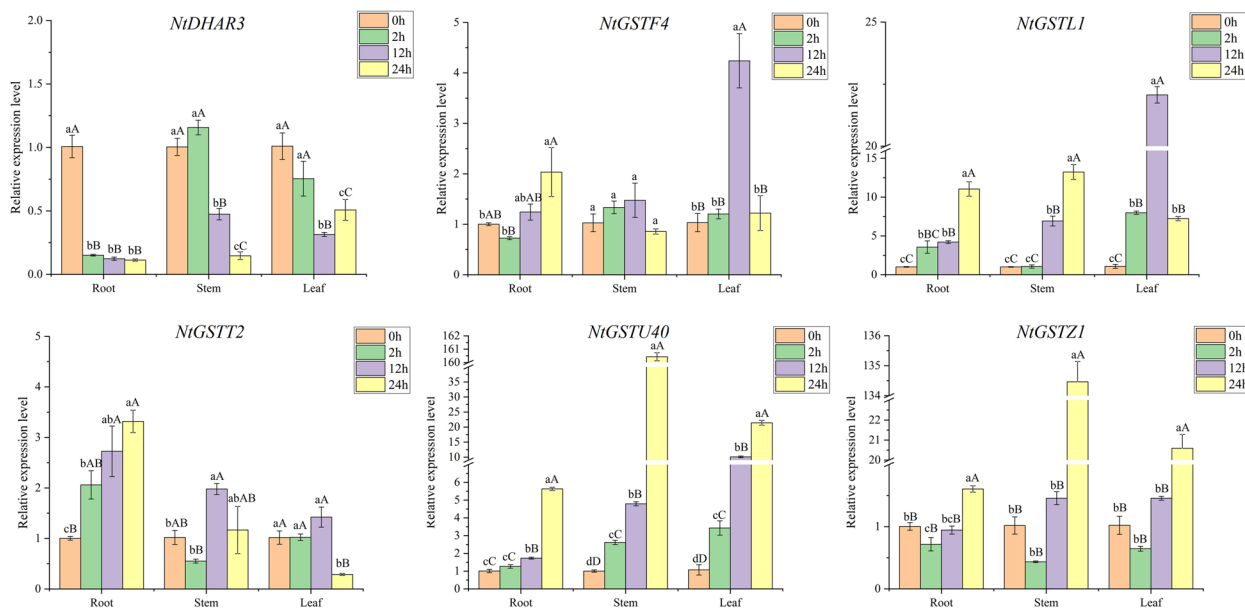 NtDHAR3
0h
2h
12h
24h
Relative expression level
2.0
1.5
1.0
0.5
0.0
aA
bB
bB
bB
aA
aA
bB
cC
aA
aA
bB
cC
Root
Stem
Leaf
NtGSTF4
0h
2h
12h
24h
Relative expression level
5
4
3
2
1
0
bAB
bB
abAB
aA
a
a
a
a
bB
bB
aA
bB
Root
Stem
Leaf
NtGSTL1
0h
2h
12h
24h
Relative expression level
25
20
15
10
5
0
cC
bBC
bB
aA
cC
cC
bB
aA
cC
bB
aA
bB
Root
Stem
Leaf
NtGSTT2
0h
2h
12h
24h
Relative expression level
5
4
3
2
1
0
cB
bAB
abA
aA
bAB
bB
aA
abAB
aA
aA
aA
bB
Root
Stem
Leaf
NtGSTU40
0h
2h
12h
24h
Relative expression level
162
161
160
35
30
25
20
15
10
6
5
4
3
2
1
0
cC
cC
bB
aA
dD
cC
bB
aA
dD
cC
bB
aA
Root
Stem
Leaf
NtGSTZ1
0h
2h
12h
24h
Relative expression level
136
135
134
22
21
20
1
0
bB
cB
bcB
aA
bB
cC
bB
aA
bB
bB
bB
aA
Root
Stem
Leaf